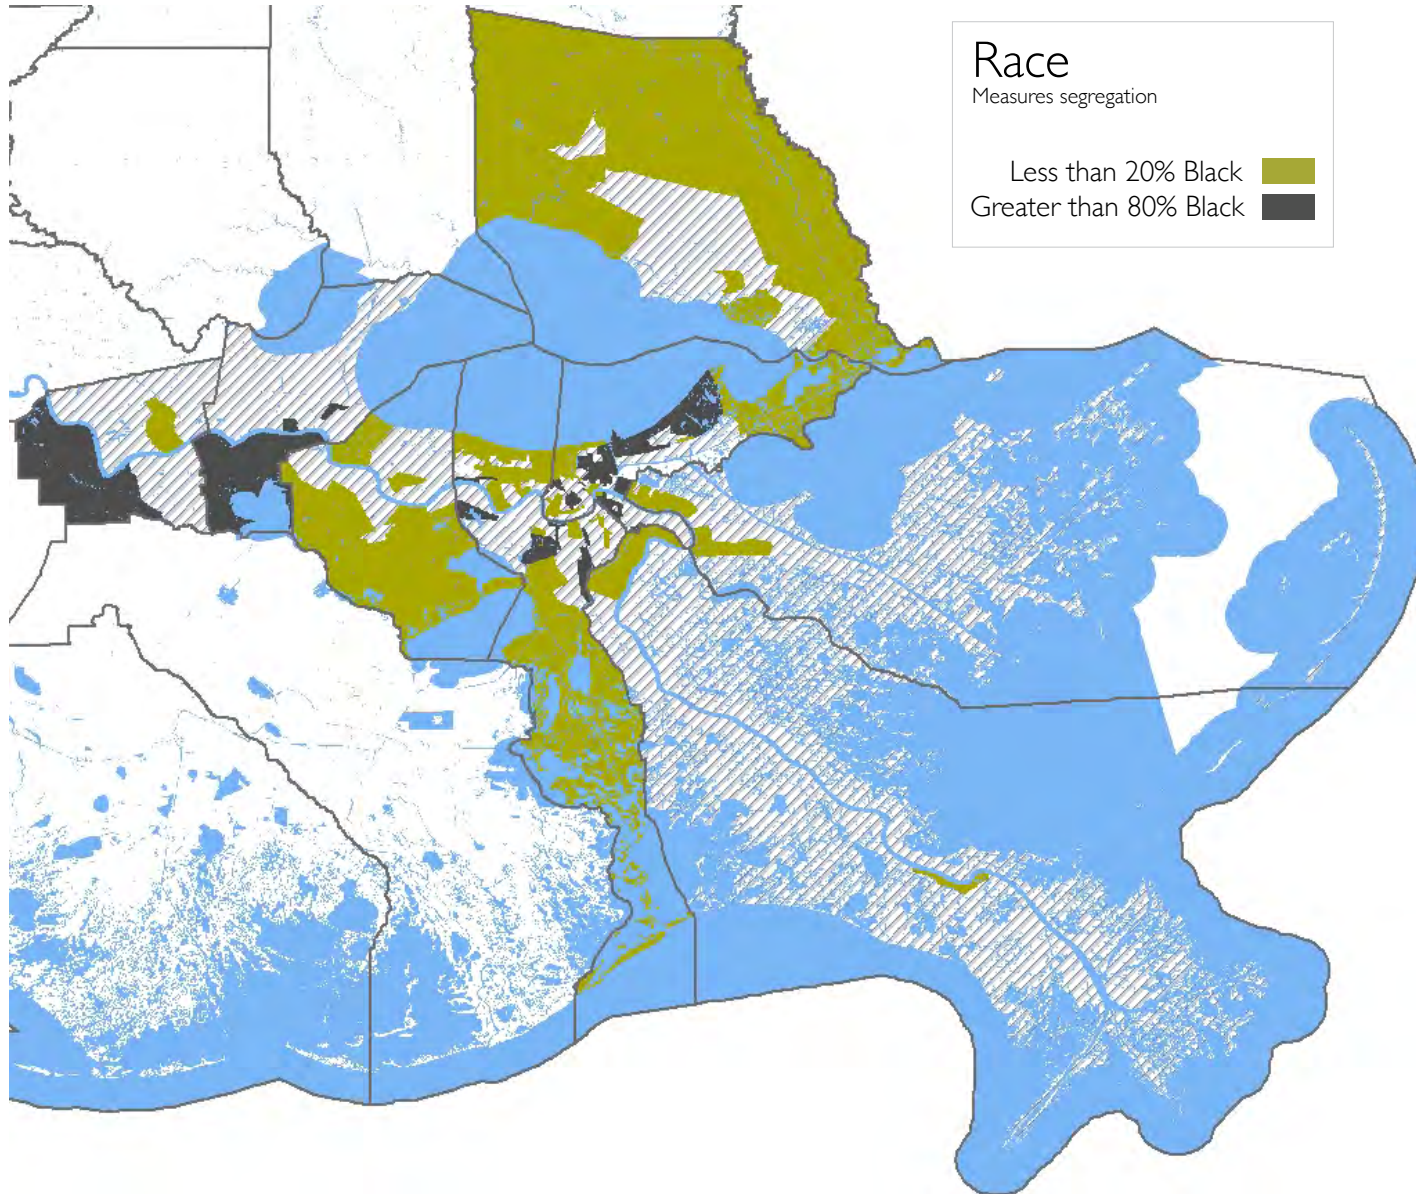 Race
Measures segregation
Less than 20% Black
Greater than 80% Black